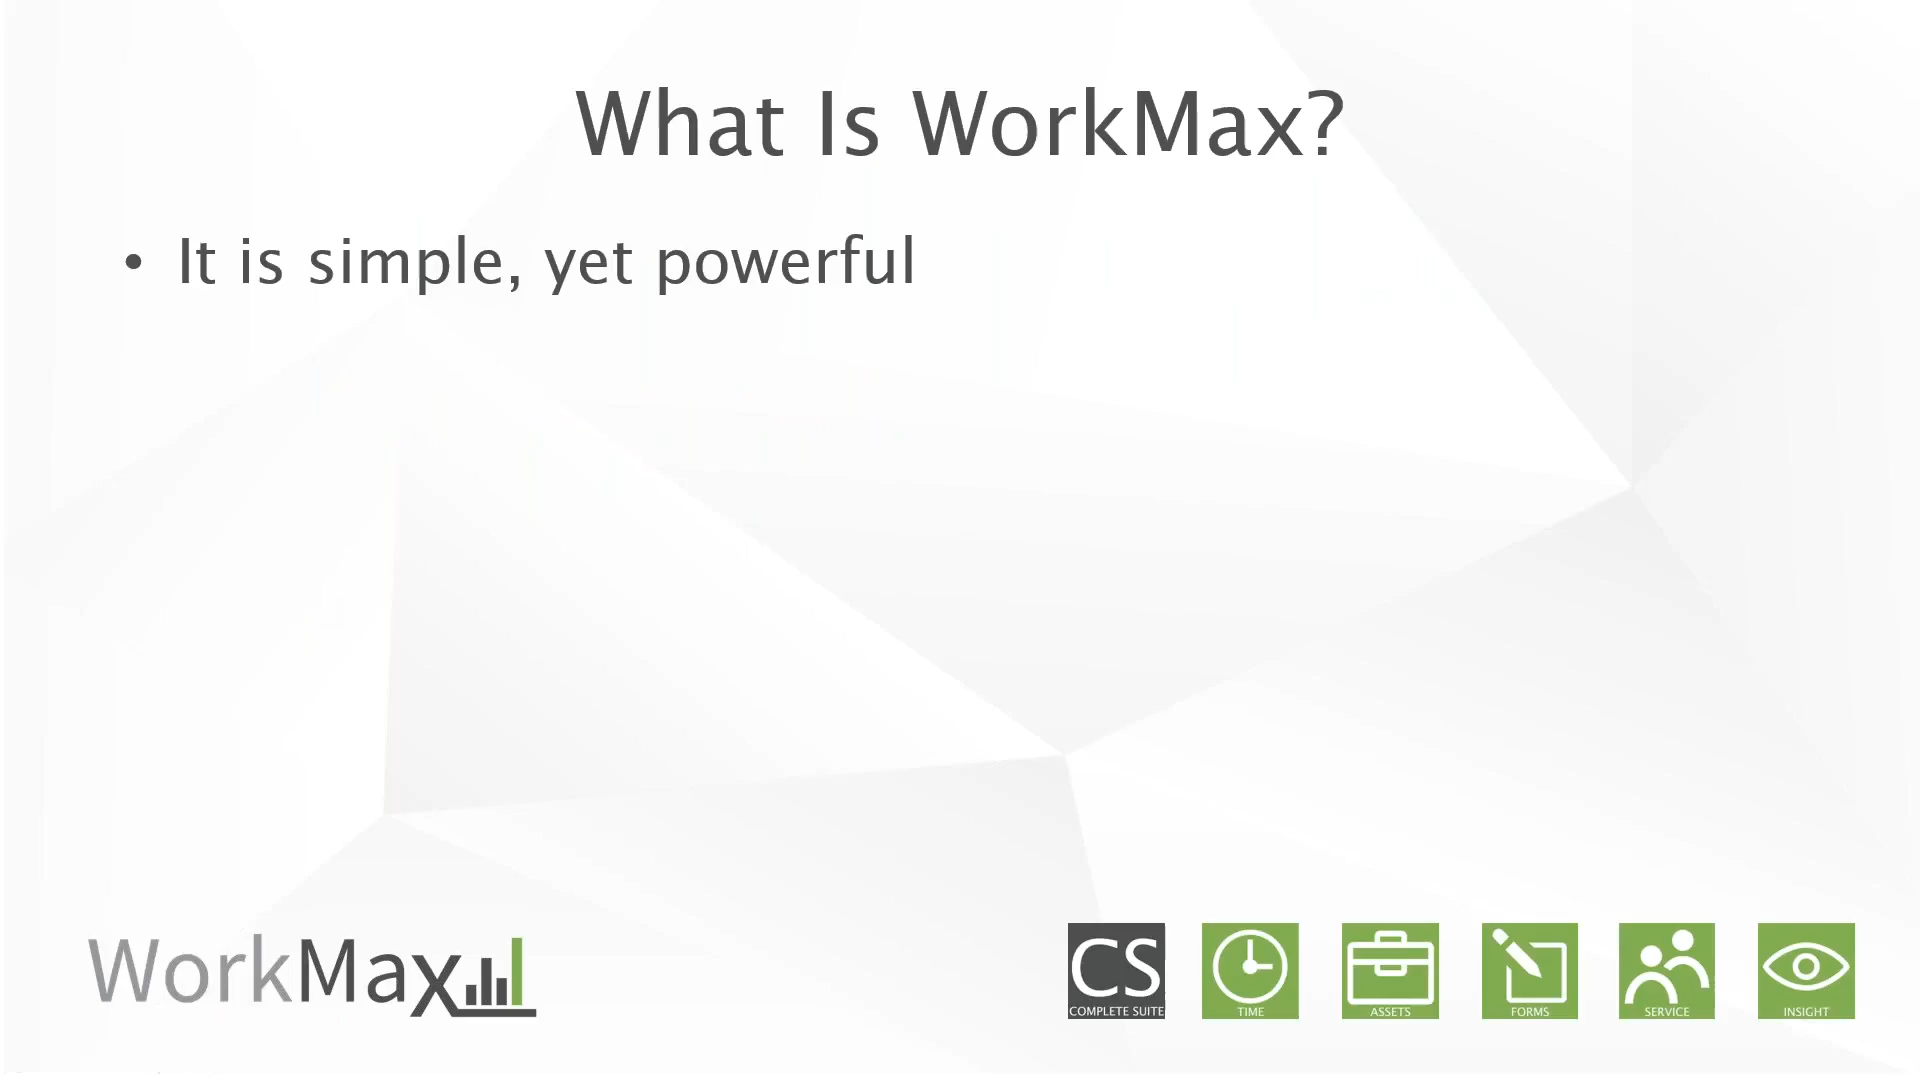 What Is WorkMax?
• It is simple, yet powerful
WorkMax
CS
COMPLETE SUITE
TIME
ASSETS
FORMS
SERVICE
INSIGHT